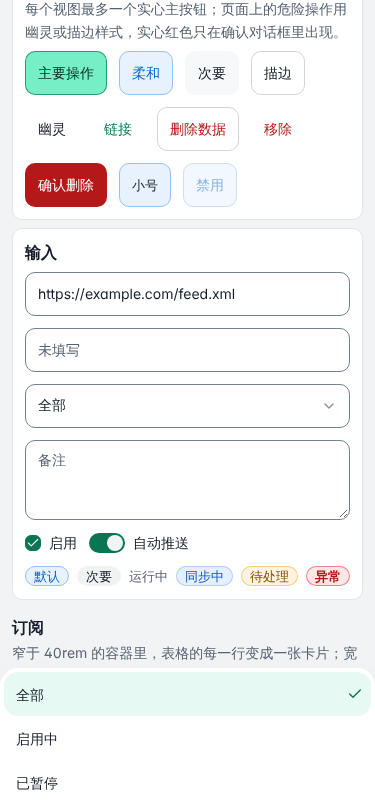 每个视图最多一个实心主按钮；页面上的危险操作用
幽灵或描边样式，实心红色只在确认对话框里出现。
主要操作 柔和 次要 描边
幽灵 链接 删除数据 移除
确认删除 小号 禁用
输入
https://example.com/feed.xml
未填写
全部
备注
启用 自动推送
默认 次要 运行中 同步中 待处理 异常
订阅
窄于 40rem 的容器里，表格的每一行变成一张卡片；宽
全部
启用中
已暂停